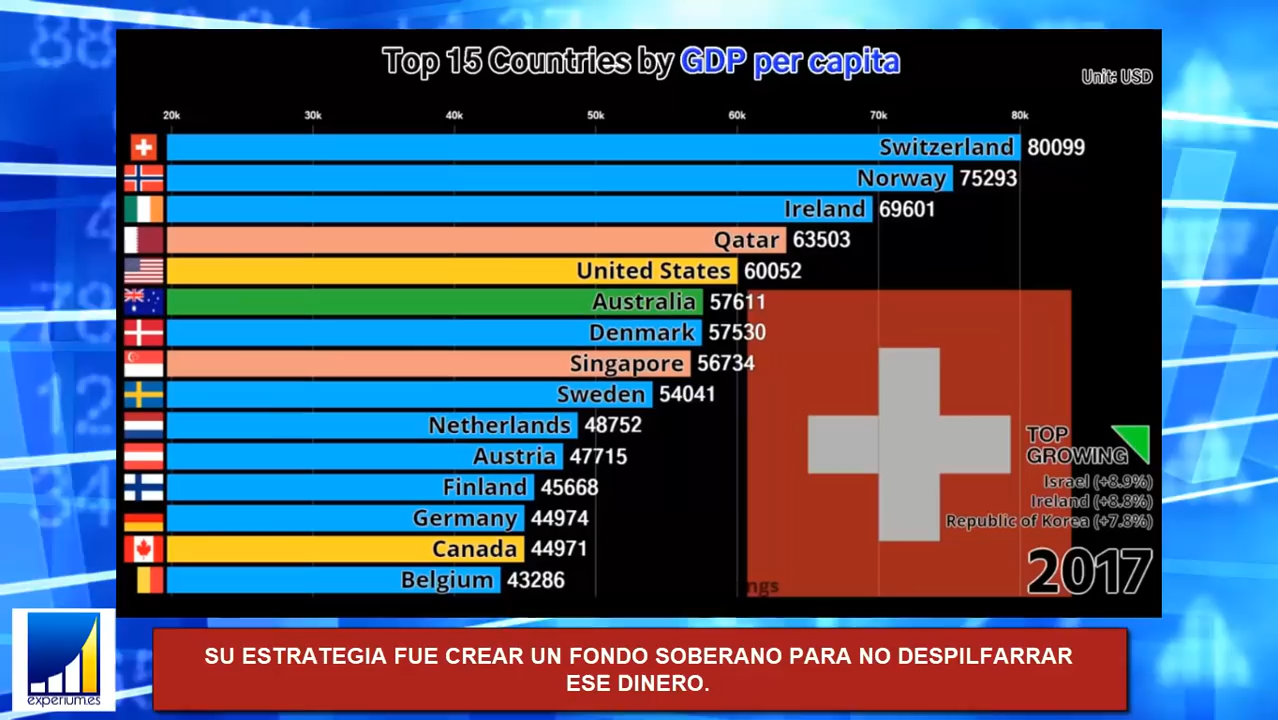 Top 15 Countries by GDP per capita
Unit: USD
20k 30k 40k 50k 60k 70k 80k
Switzerland 80099
Norway 75293
Ireland 69601
Qatar 63503
United States 60052
Australia 57611
Denmark 57530
Singapore 56734
Sweden 54041
Netherlands 48752
Austria 47715
Finland 45668
Germany 44974
Canada 44971
Belgium 43286
TOP
GROWING
Israel (+8.9%)
Ireland (+8.8%)
Republic of Korea (+7.8%)
2017
ngs
experium.es
SU ESTRATEGIA FUE CREAR UN FONDO SOBERANO PARA NO DESPILFARRAR
ESE DINERO.